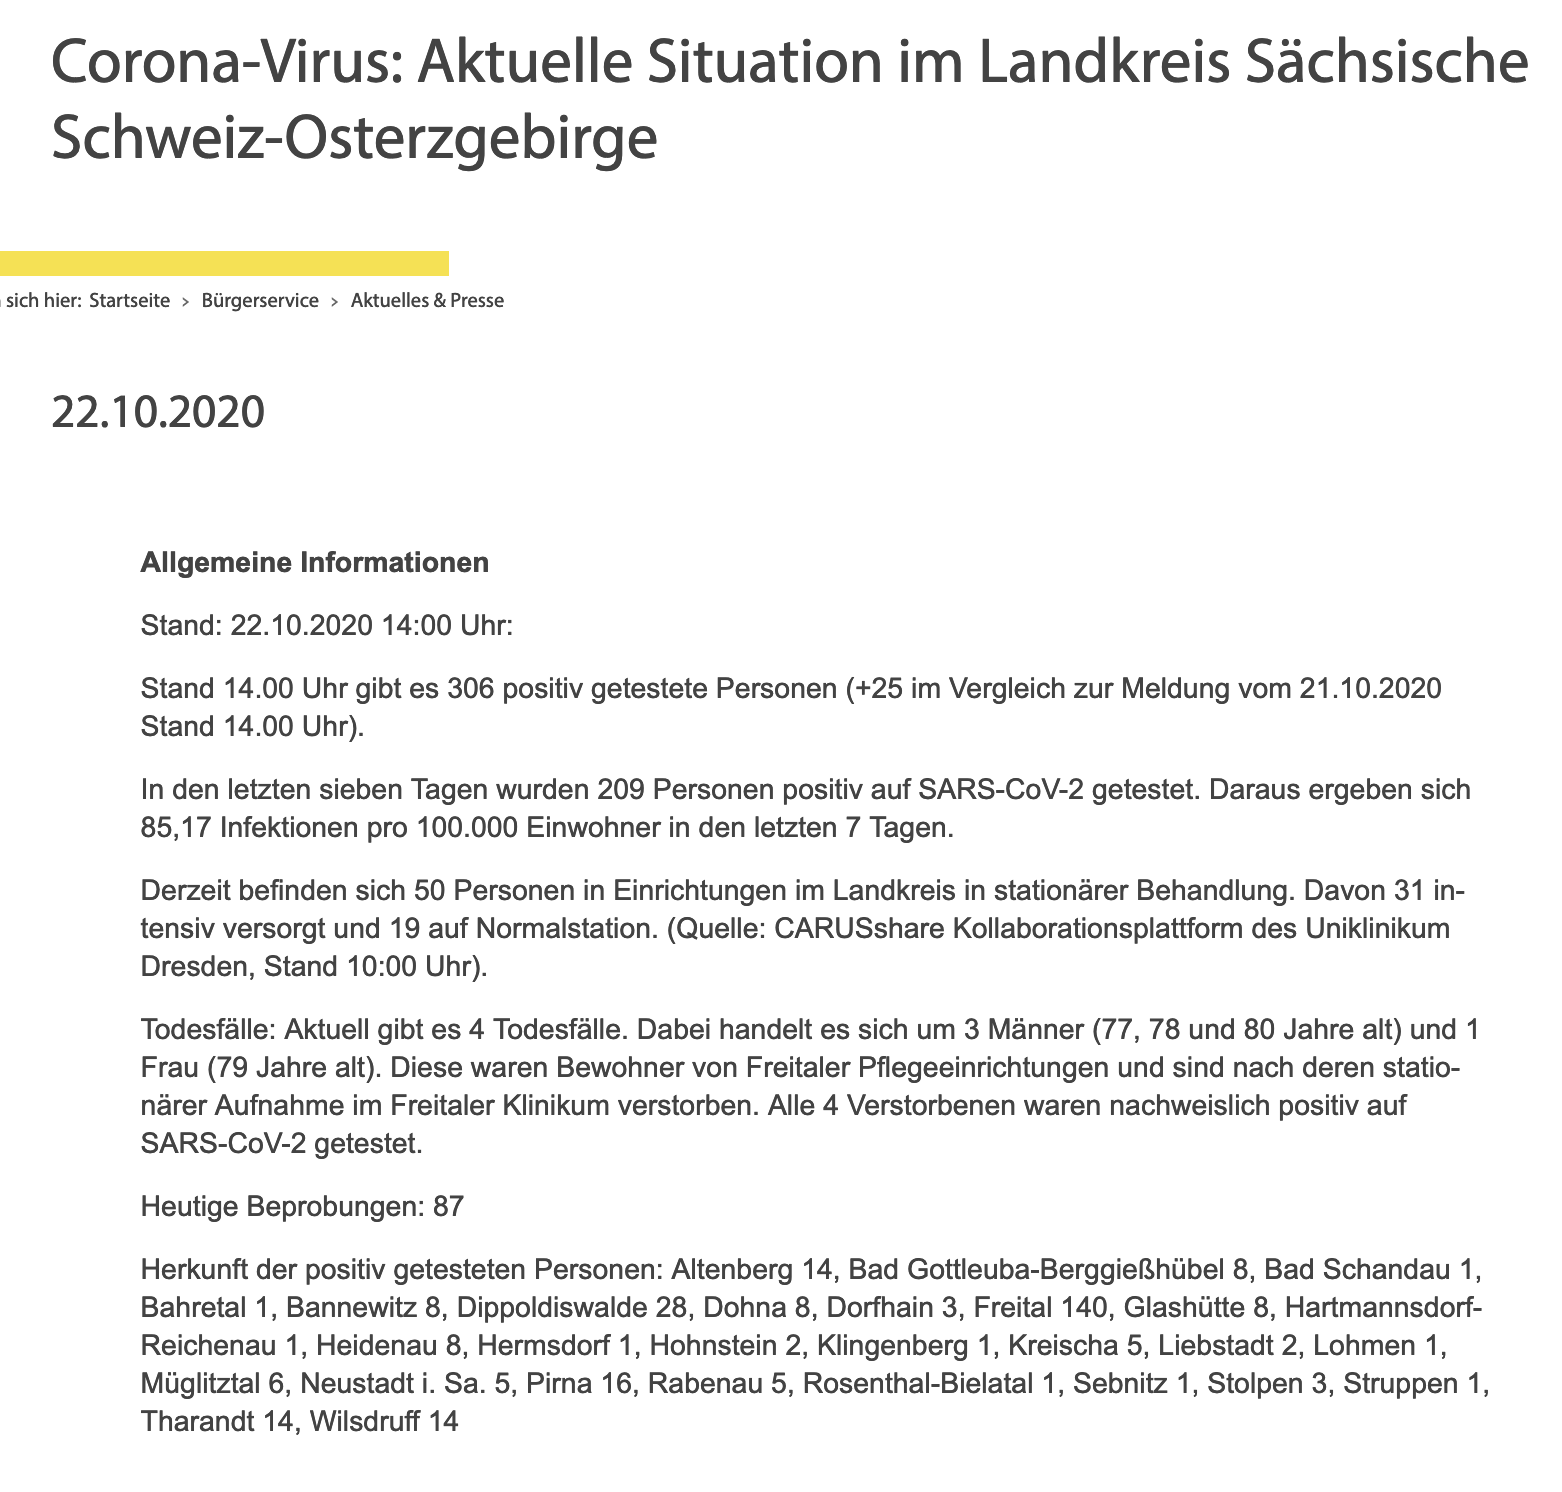 Corona-Virus: Aktuelle Situation im Landkreis Sächsische
Schweiz-Osterzgebirge
sich hier: Startseite > Bürgerservice > Aktuelles & Presse
22.10.2020
Allgemeine Informationen
Stand: 22.10.2020 14:00 Uhr:
Stand 14.00 Uhr gibt es 306 positiv getestete Personen (+25 im Vergleich zur Meldung vom 21.10.2020
Stand 14.00 Uhr).
In den letzten sieben Tagen wurden 209 Personen positiv auf SARS-CoV-2 getestet. Daraus ergeben sich
85,17 Infektionen pro 100.000 Einwohner in den letzten 7 Tagen.
Derzeit befinden sich 50 Personen in Einrichtungen im Landkreis in stationärer Behandlung. Davon 31 in-
tensiv versorgt und 19 auf Normalstation. (Quelle: CARUSshare Kollaborationsplattform des Uniklinikum
Dresden, Stand 10:00 Uhr).
Todesfälle: Aktuell gibt es 4 Todesfälle. Dabei handelt es sich um 3 Männer (77, 78 und 80 Jahre alt) und 1
Frau (79 Jahre alt). Diese waren Bewohner von Freitaler Pflegeeinrichtungen und sind nach deren statio-
närer Aufnahme im Freitaler Klinikum verstorben. Alle 4 Verstorbenen waren nachweislich positiv auf
SARS-CoV-2 getestet.
Heutige Beprobungen: 87
Herkunft der positiv getesteten Personen: Altenberg 14, Bad Gottleuba-Berggießhübel 8, Bad Schandau 1,
Bahretal 1, Bannewitz 8, Dippoldiswalde 28, Dohna 8, Dorfhain 3, Freital 140, Glashütte 8, Hartmannsdorf-
Reichenau 1, Heidenau 8, Hermsdorf 1, Hohnstein 2, Klingenberg 1, Kreischa 5, Liebstadt 2, Lohmen 1,
Müglitztal 6, Neustadt i. Sa. 5, Pirna 16, Rabenau 5, Rosenthal-Bielatal 1, Sebnitz 1, Stolpen 3, Struppen 1,
Tharandt 14, Wilsdruff 14